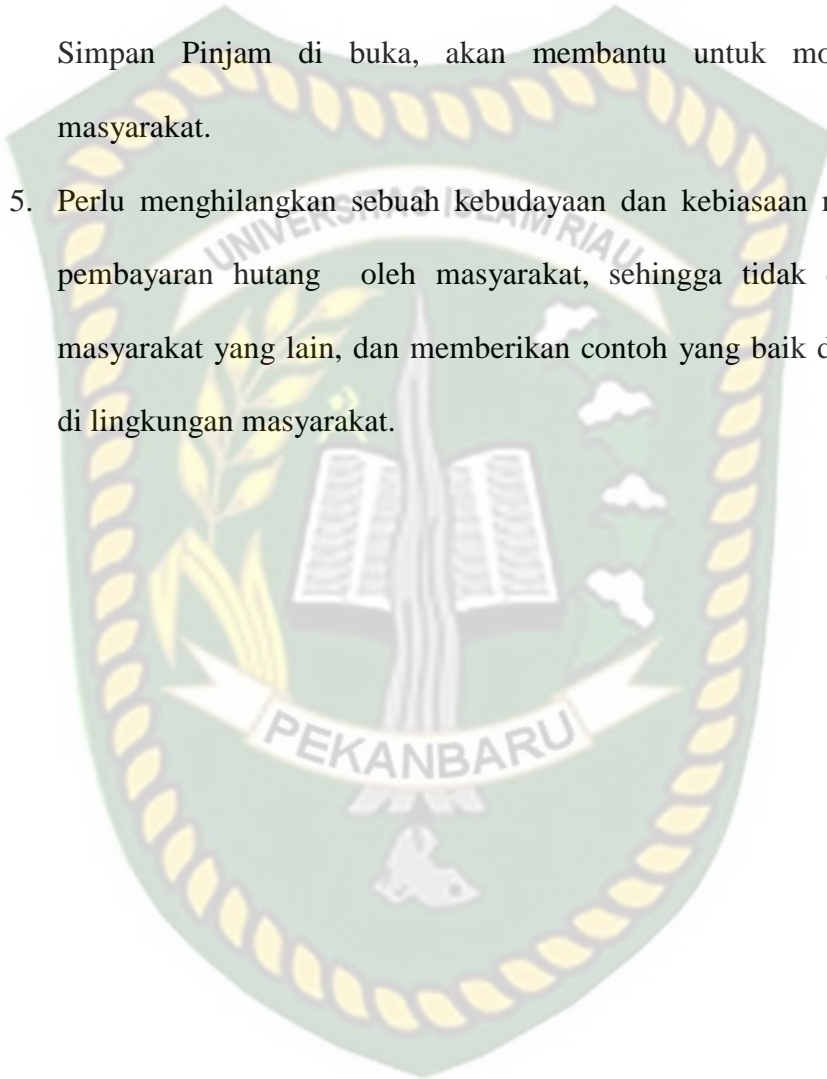 Simpan Pinjam di buka, akan membantu untuk
masyarakat.
5. Perlu menghilangkan sebuah kebudayaan dan kebiasaan
pembayaran hutang oleh masyarakat, sehingga tidak
masyarakat yang lain, dan memberikan contoh yang baik
di lingkungan masyarakat.
UNIVERSITAS ISLAM RIAU
PEKANBARU